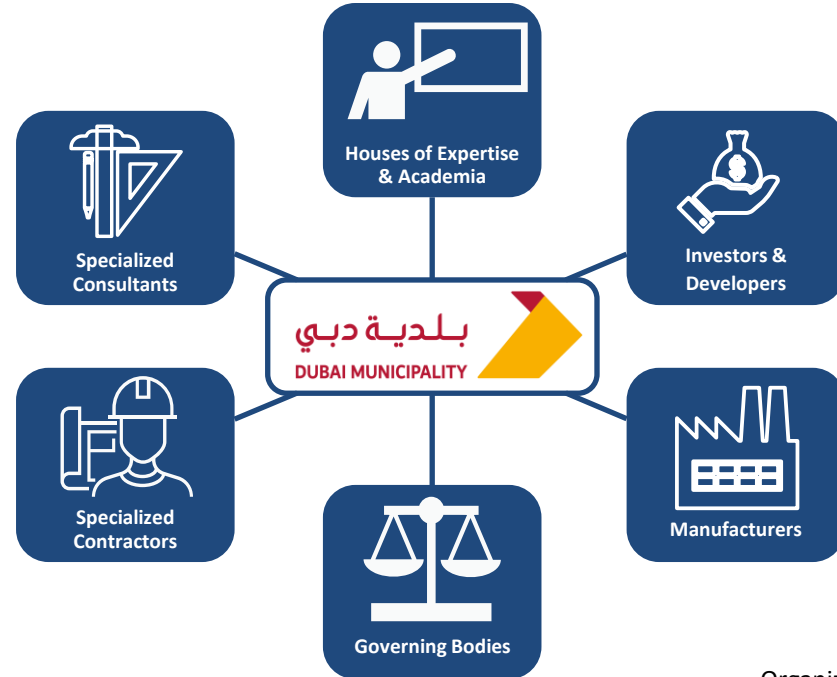 Houses of Expertise
& Academia
Specialized
Consultants
Investors &
Developers
$
بلدية دبي
DUBAI MUNICIPALITY
Specialized
Contractors
Manufacturers
Governing Bodies